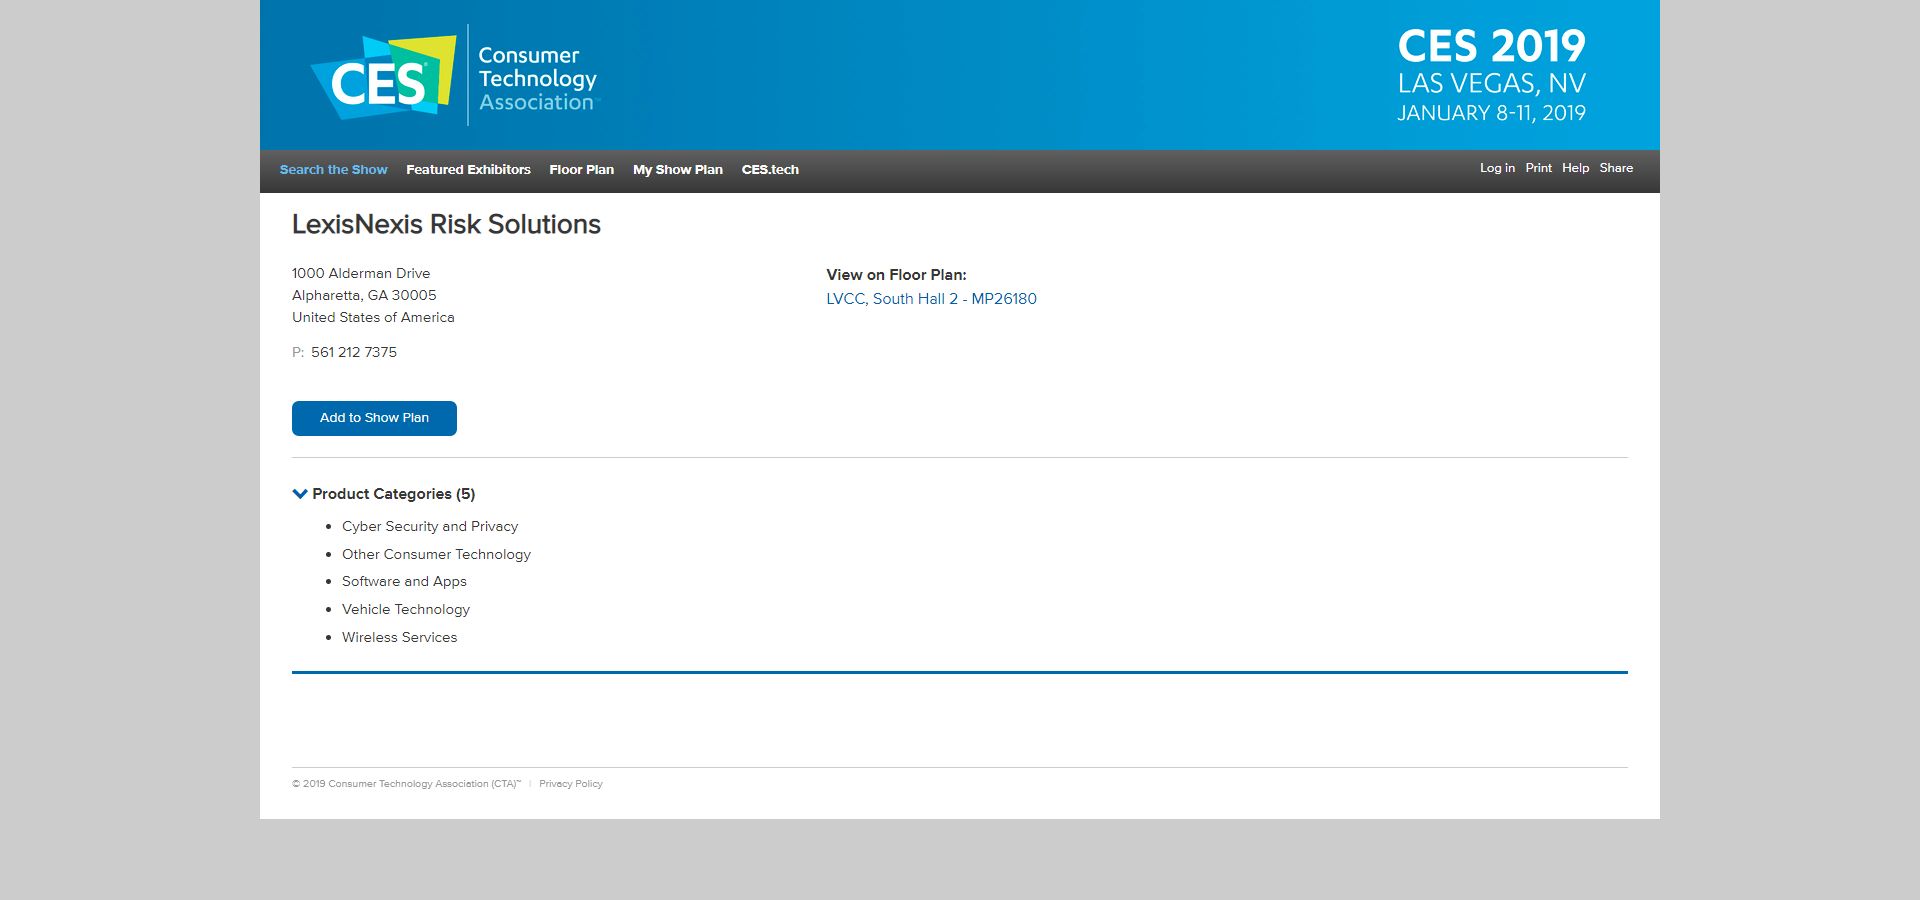 CES®
Consumer
Technology
Association™
CES 2019
LAS VEGAS, NV
JANUARY 8-11, 2019
Search the Show Featured Exhibitors Floor Plan My Show Plan CES.tech Log in Print Help Share
LexisNexis Risk Solutions
1000 Alderman Drive
Alpharetta, GA 30005
United States of America
P: 561 212 7375
View on Floor Plan:
LVCC, South Hall 2 - MP26180
Add to Show Plan
Product Categories (5)
• Cyber Security and Privacy
• Other Consumer Technology
• Software and Apps
• Vehicle Technology
• Wireless Services
© 2019 Consumer Technology Association (CTA)™ | Privacy Policy